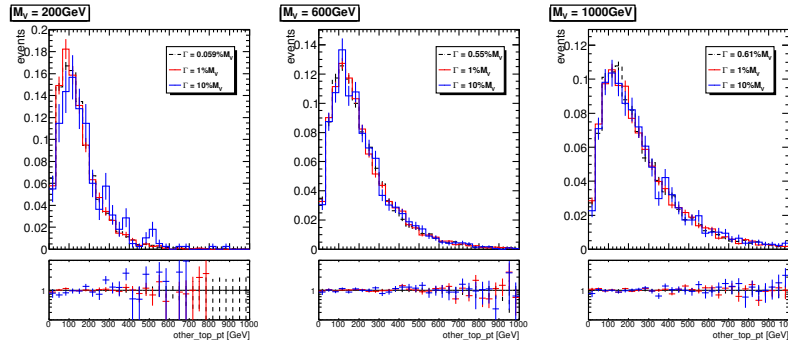 M_V = 200GeV
events
0.2
0.18
0.16
0.14
0.12
0.1
0.08
0.06
0.04
0.02
0
Γ = 0.059%M_V
Γ = 1%M_V
Γ = 10%M_V
1
0 100 200 300 400 500 600 700 800 900 1000
other_top_pt [GeV]
M_V = 600GeV
events
0.14
0.12
0.1
0.08
0.06
0.04
0.02
0
Γ = 0.55%M_V
Γ = 1%M_V
Γ = 10%M_V
1
0 100 200 300 400 500 600 700 800 900 1000
other_top_pt [GeV]
M_V = 1000GeV
events
0.1
0.08
0.06
0.04
0.02
0
Γ = 0.61%M_V
Γ = 1%M_V
Γ = 10%M_V
1
0 100 200 300 400 500 600 700 800 900 1000
other_top_pt [GeV]